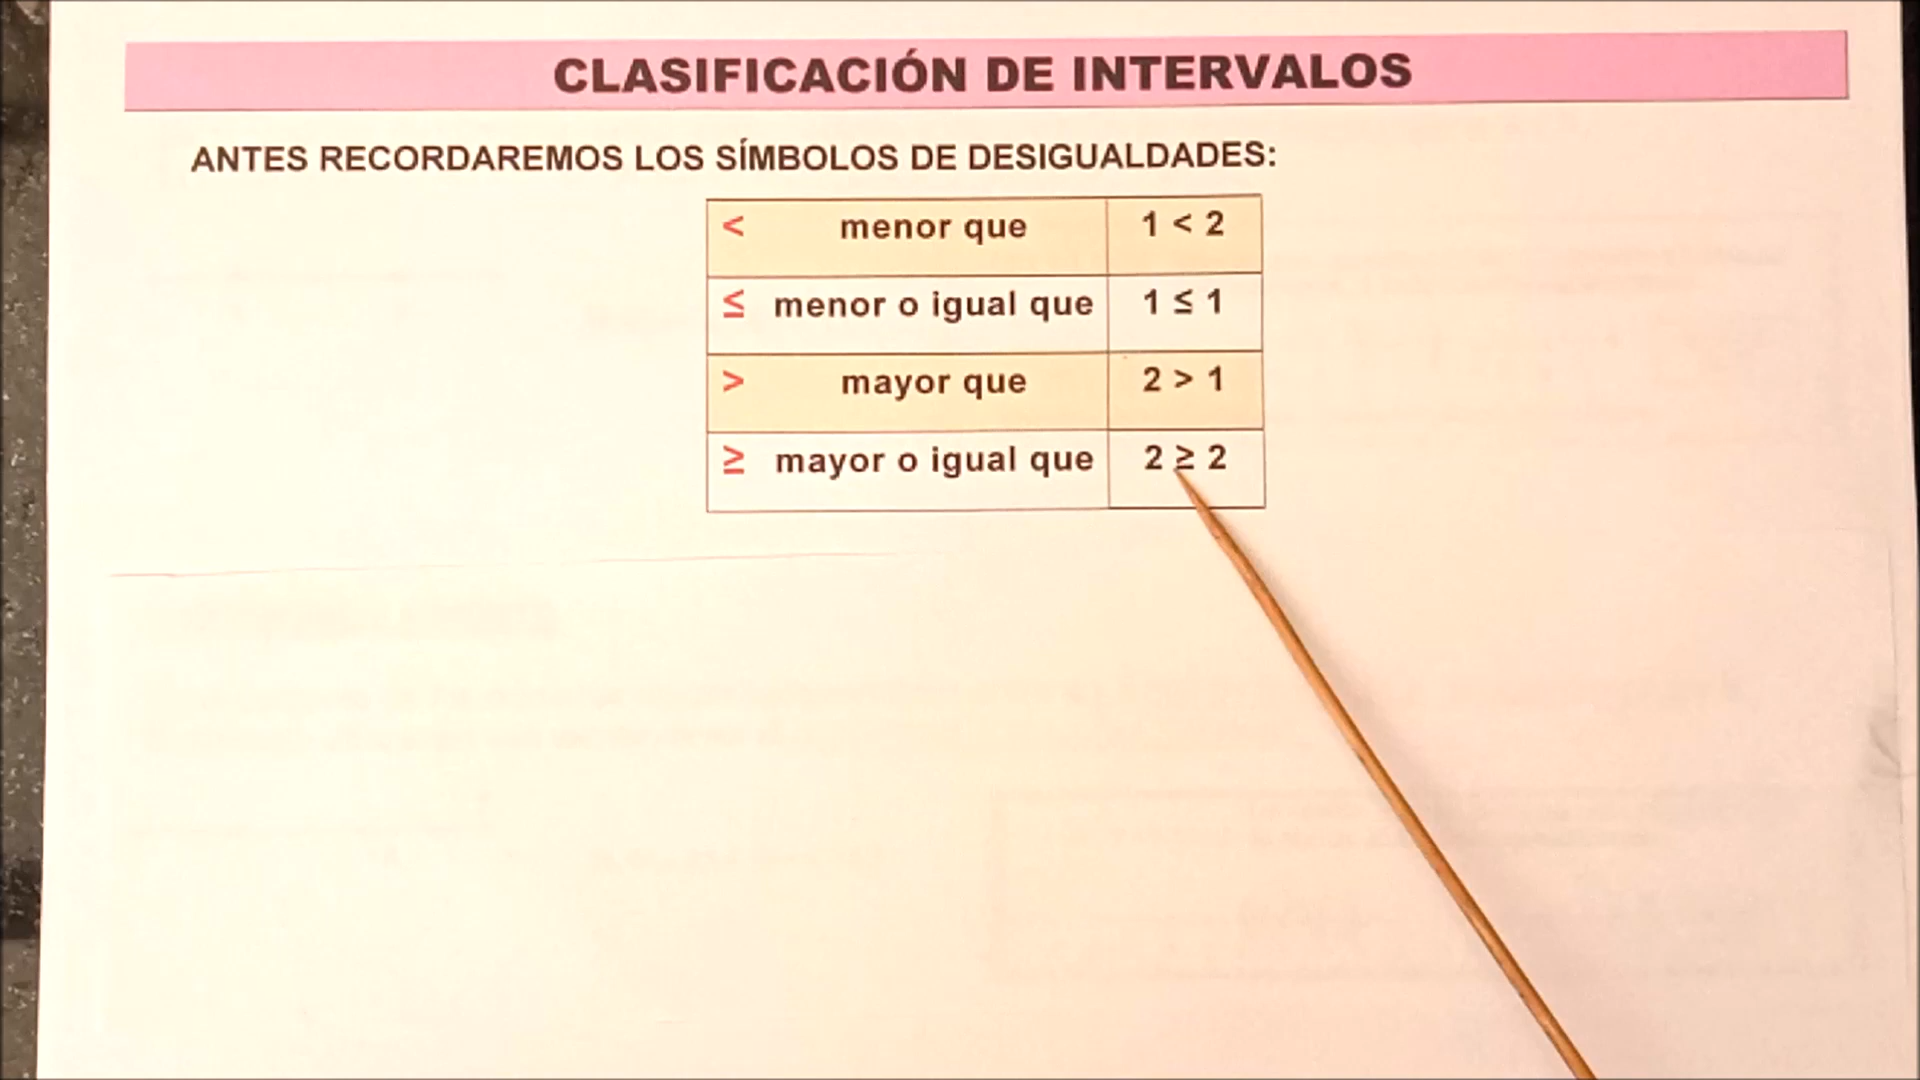 CLASIFICACIÓN DE INTERVALOS
ANTES RECORDAREMOS LOS SÍMBOLOS DE DESIGUALDADES:
< menor que 1 < 2
≤ menor o igual que 1 ≤ 1
> mayor que 2 > 1
≥ mayor o igual que 2 ≥ 2